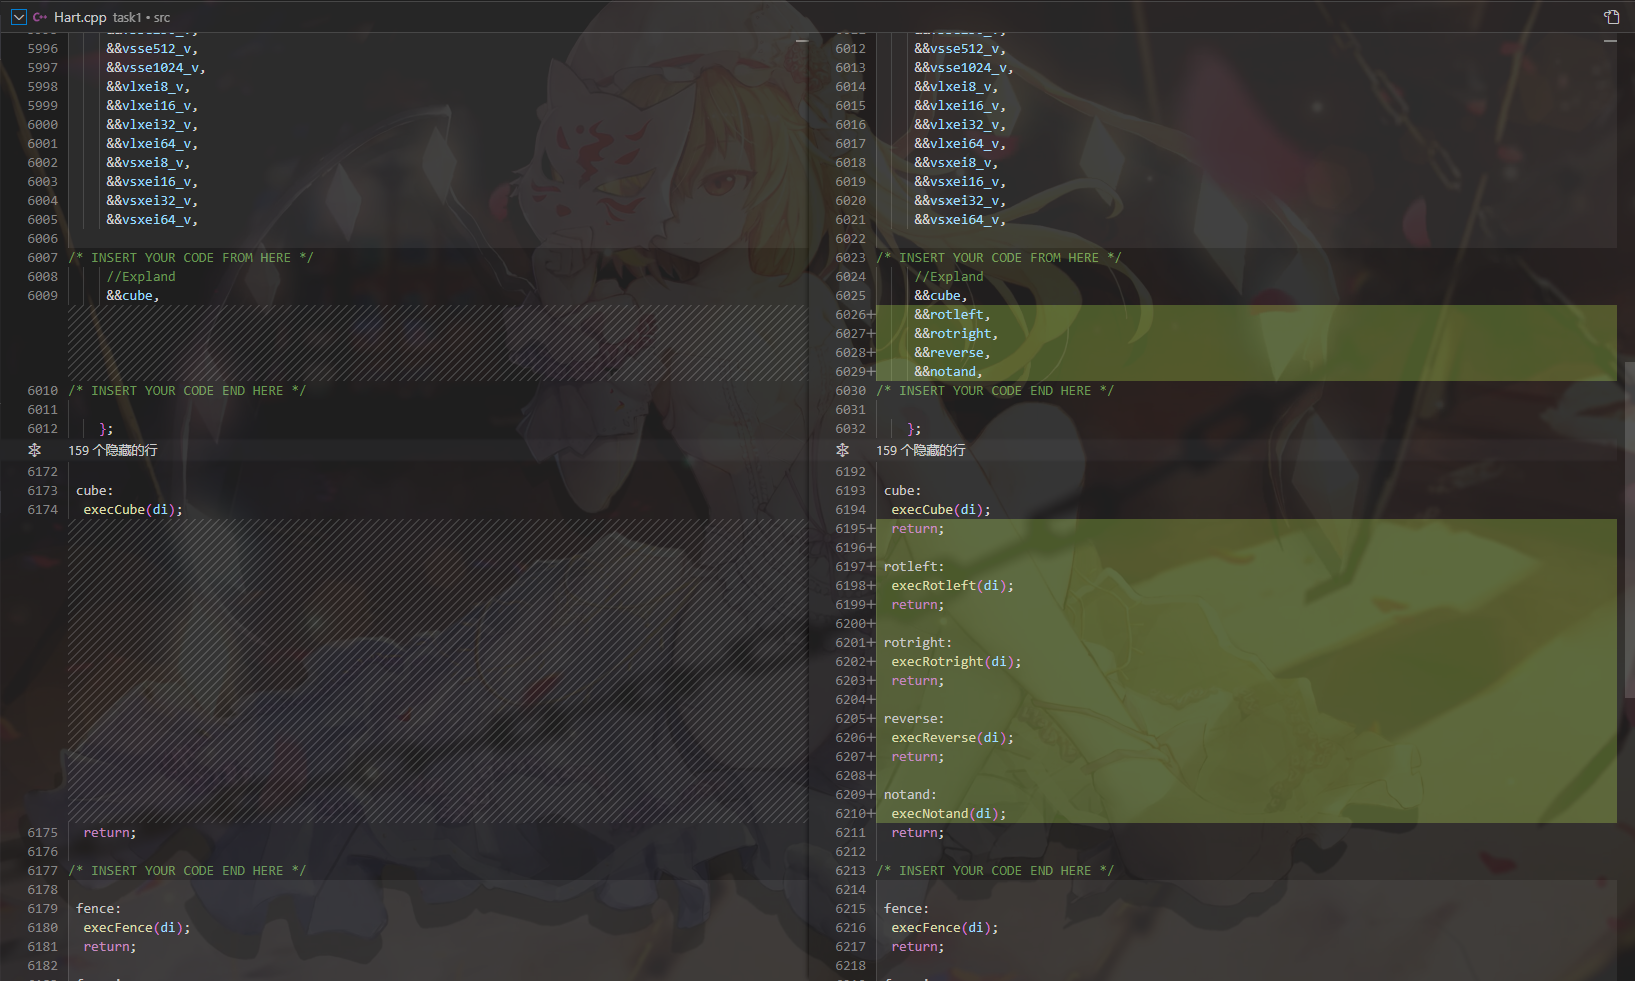 Hart.cpp task1 • src
5996 &&vsse512_v,
5997 &&vsse1024_v,
5998 &&vlxei8_v,
5999 &&vlxei16_v,
6000 &&vlxei32_v,
6001 &&vlxei64_v,
6002 &&vsxei8_v,
6003 &&vsxei16_v,
6004 &&vsxei32_v,
6005 &&vsxei64_v,
6006
6007 /* INSERT YOUR CODE FROM HERE */
6008 //Expland
6009 &&cube,
6010 /* INSERT YOUR CODE END HERE */
6011
6012 };
159 个隐藏的行
6172
6173 cube:
6174 execCube(di);
6175 return;
6176
6177 /* INSERT YOUR CODE END HERE */
6178
6179 fence:
6180 execFence(di);
6181 return;
6182
6012 &&vsse512_v,
6013 &&vsse1024_v,
6014 &&vlxei8_v,
6015 &&vlxei16_v,
6016 &&vlxei32_v,
6017 &&vlxei64_v,
6018 &&vsxei8_v,
6019 &&vsxei16_v,
6020 &&vsxei32_v,
6021 &&vsxei64_v,
6022
6023 /* INSERT YOUR CODE FROM HERE */
6024 //Expland
6025 &&cube,
6026+ &&rotleft,
6027+ &&rotright,
6028+ &&reverse,
6029+ &&notand,
6030 /* INSERT YOUR CODE END HERE */
6031
6032 };
159 个隐藏的行
6192
6193 cube:
6194 execCube(di);
6195+ return;
6196+
6197+ rotleft:
6198+ execRotleft(di);
6199+ return;
6200+
6201+ rotright:
6202+ execRotright(di);
6203+ return;
6204+
6205+ reverse:
6206+ execReverse(di);
6207+ return;
6208+
6209+ notand:
6210+ execNotand(di);
6211 return;
6212
6213 /* INSERT YOUR CODE END HERE */
6214
6215 fence:
6216 execFence(di);
6217 return;
6218